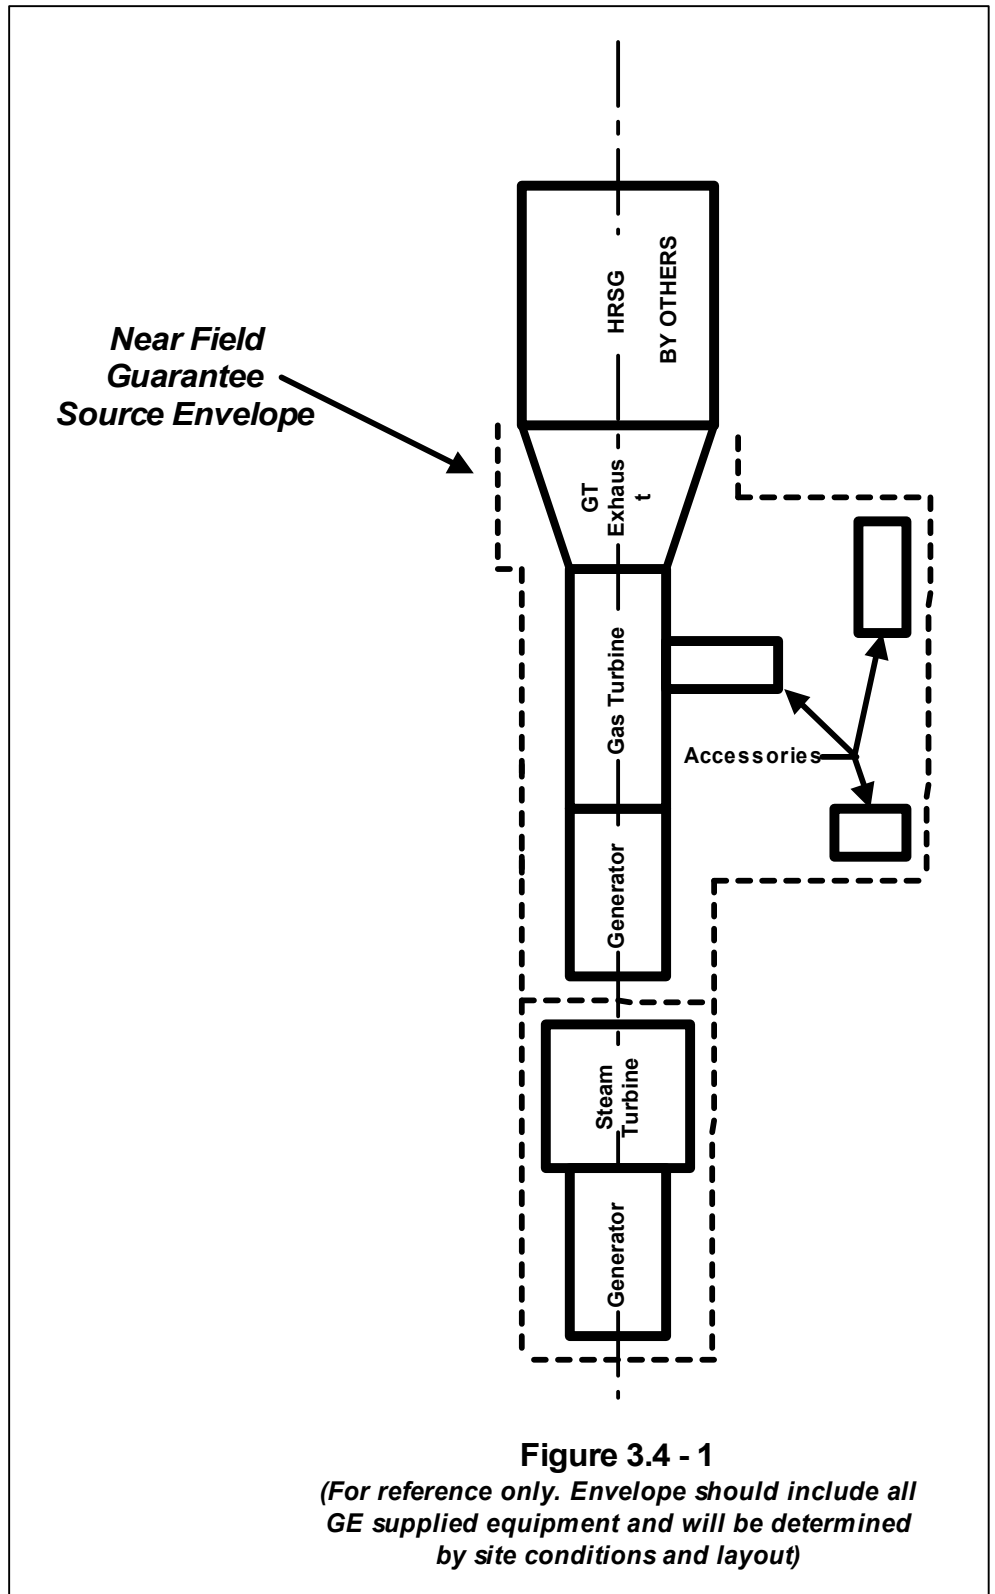 HRSG
BY OTHERS
Near Field
Guarantee
Source Envelope
GT
Exhaus
t
Gas Turbine
Accessories
Generator
Steam
Turbine
Generator
Figure 3.4 - 1
(For reference only. Envelope should include all
GE supplied equipment and will be determined
by site conditions and layout)